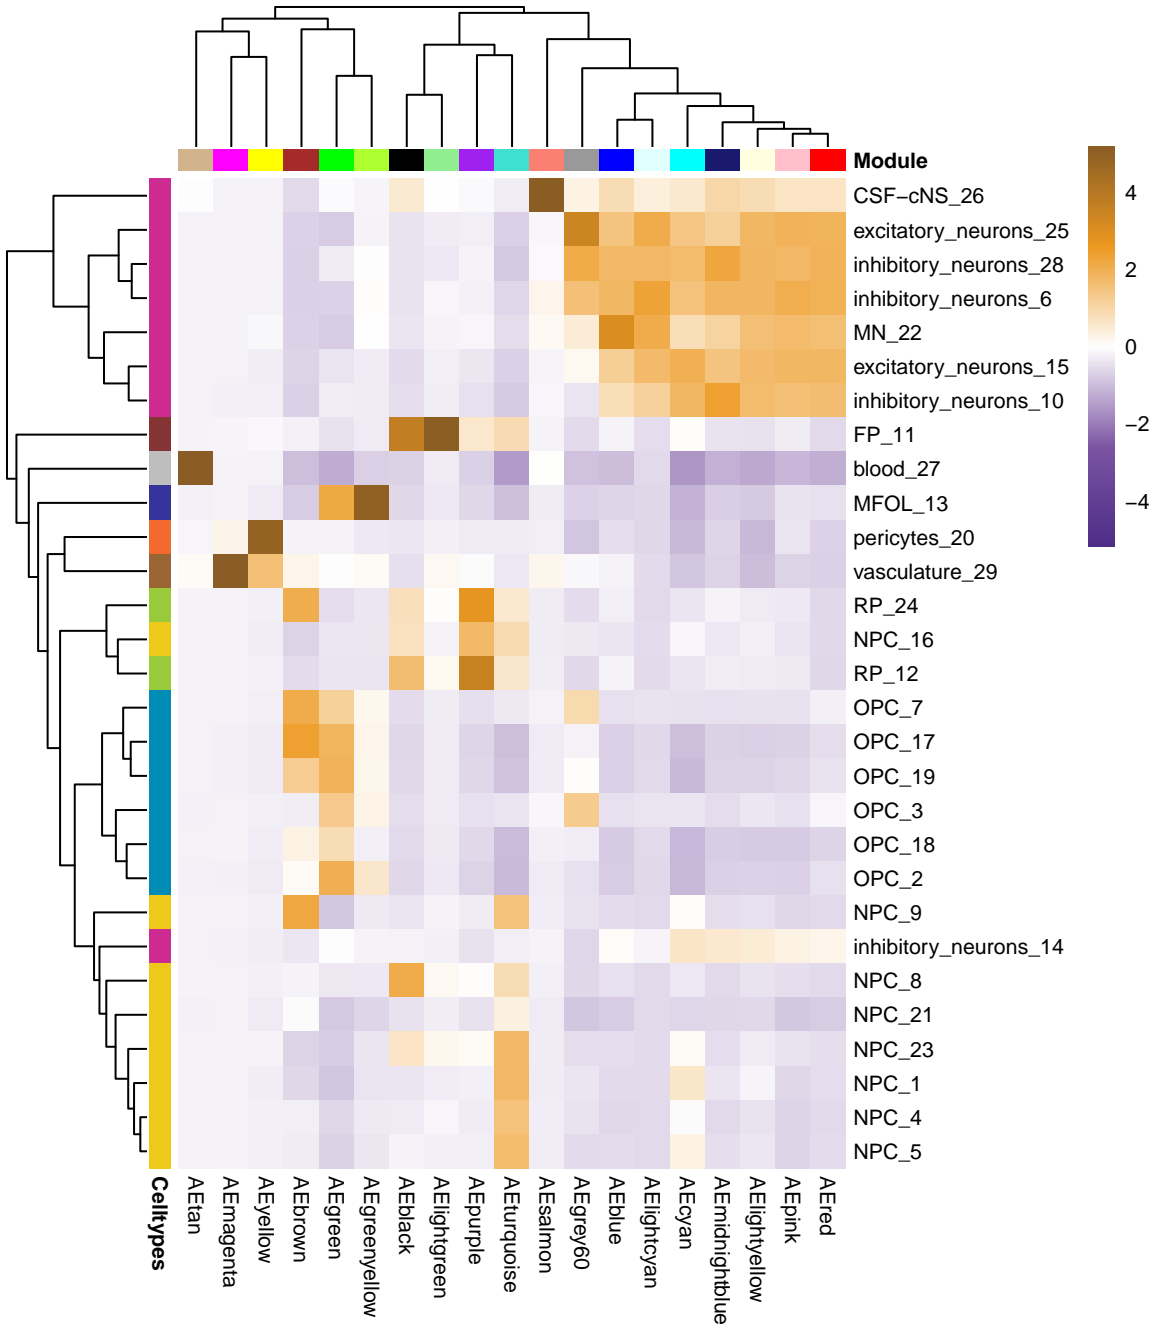 Module
CSF−cNS_26
excitatory_neurons_25
inhibitory_neurons_28
inhibitory_neurons_6
MN_22
excitatory_neurons_15
inhibitory_neurons_10
FP_11
blood_27
MFOL_13
pericytes_20
vasculature_29
RP_24
NPC_16
RP_12
OPC_7
OPC_17
OPC_19
OPC_3
OPC_18
OPC_2
NPC_9
inhibitory_neurons_14
NPC_8
NPC_21
NPC_23
NPC_1
NPC_4
NPC_5
4
2
0
−2
−4
Celltypes
AEtan
AEmagenta
AEyellow
AEbrown
AEgreen
AEgreenyellow
AEblack
AElightgreen
AEpurple
AEturquoise
AEsalmon
AEgrey60
AEblue
AElightcyan
AEcyan
AEmidnightblue
AElightyellow
AEpink
AEred